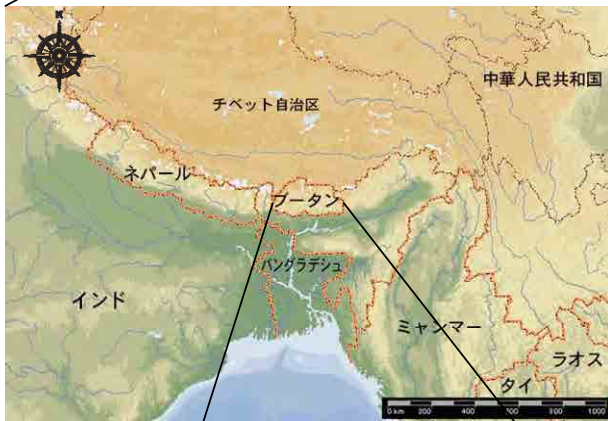 N
中華人民共和国
チベット自治区
ネパール
ブータン
バングラデシュ
インド
ミャンマー
ラオス
タイ
0 km 200 400 600 800 1000